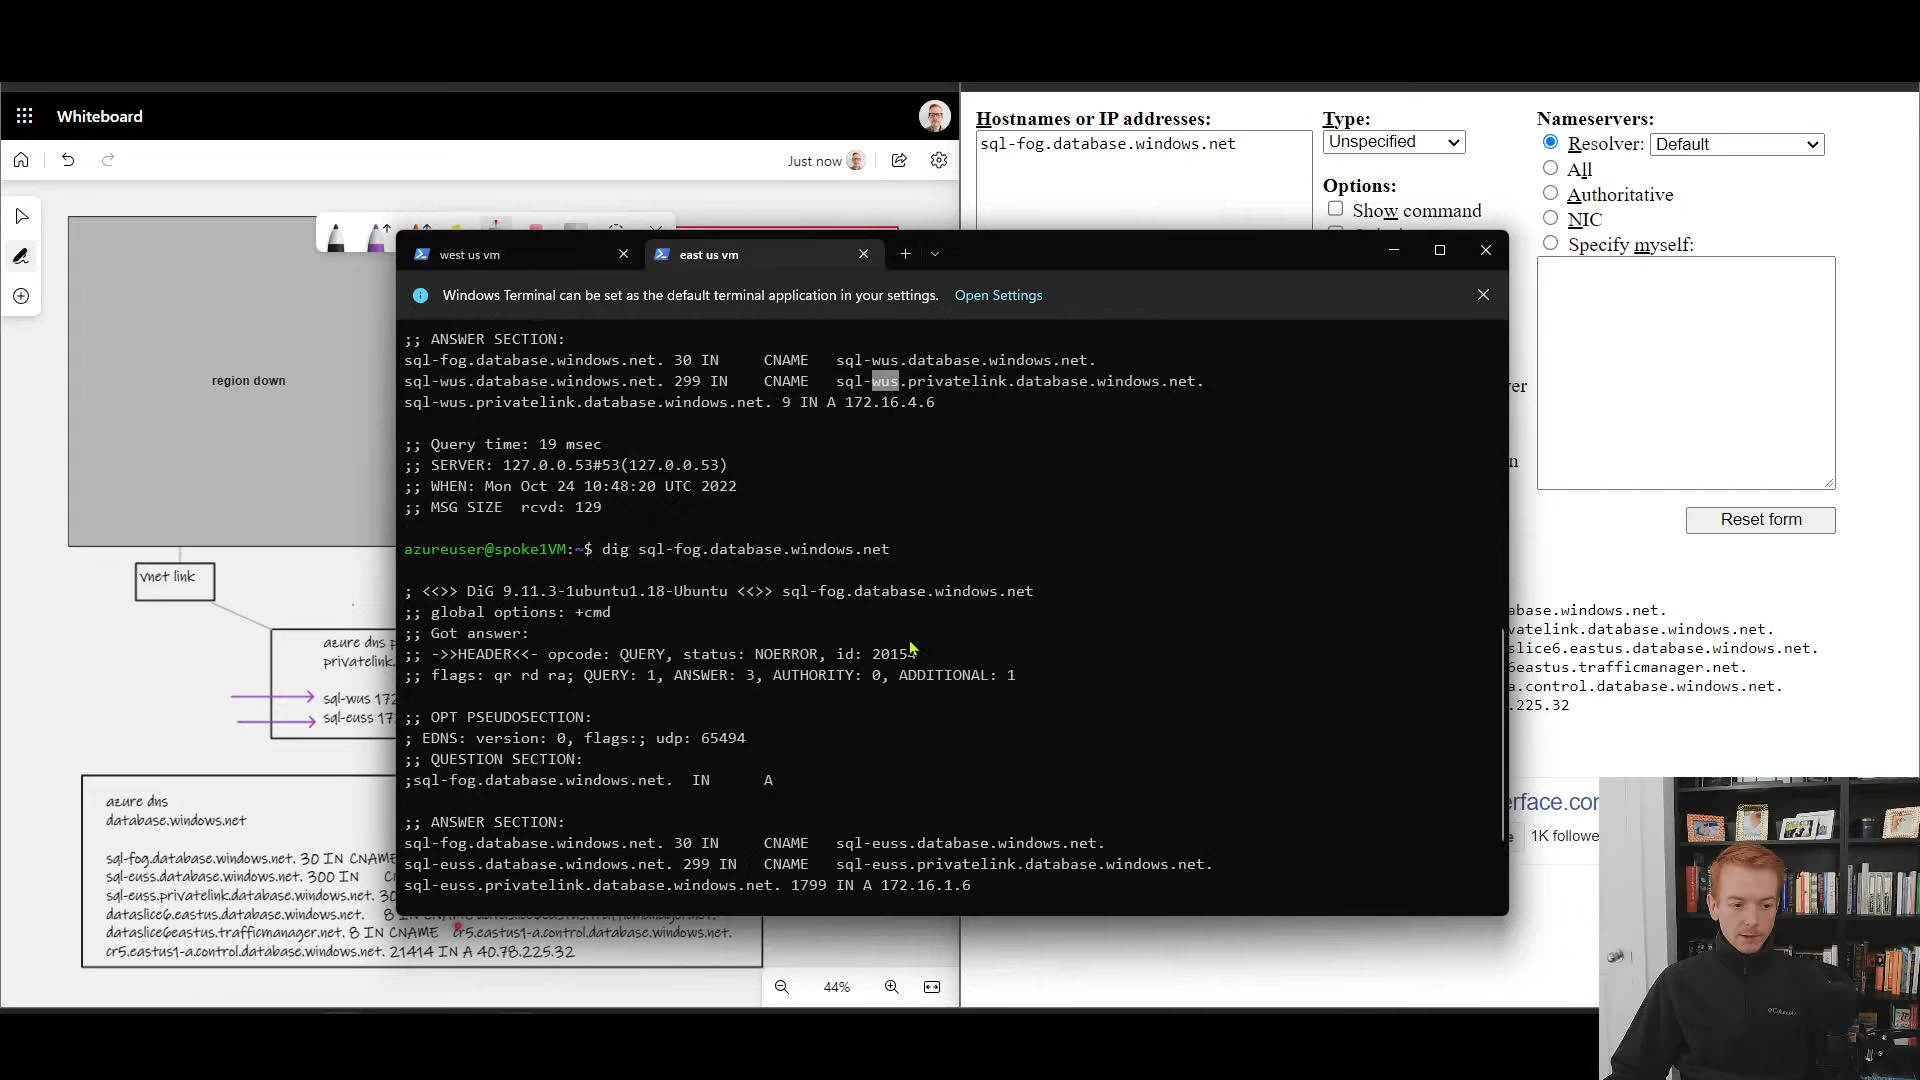 Whiteboard
Just now
region down
vnet link
azure dns
privatelink.
sql-wus 172
sql-euss 17
azure dns
database.windows.net
sql-fog.database.windows.net. 30 IN CNAME
sql-euss.database.windows.net. 300 IN
sql-euss.privatelink.database.windows.net. 30
dataslice6.eastus.database.windows.net. 8 IN CNAME dataslice6eastus.trafficmanager.net.
dataslice6eastus.trafficmanager.net. 8 IN CNAME cr5.eastus1-a.control.database.windows.net.
cr5.eastus1-a.control.database.windows.net. 21414 IN A 40.78.225.32
44%
west us vm
east us vm
Windows Terminal can be set as the default terminal application in your settings. Open Settings
;; ANSWER SECTION:
sql-fog.database.windows.net. 30 IN CNAME sql-wus.database.windows.net.
sql-wus.database.windows.net. 299 IN CNAME sql-wus.privatelink.database.windows.net.
sql-wus.privatelink.database.windows.net. 9 IN A 172.16.4.6
;; Query time: 19 msec
;; SERVER: 127.0.0.53#53(127.0.0.53)
;; WHEN: Mon Oct 24 10:48:20 UTC 2022
;; MSG SIZE rcvd: 129
azureuser@spoke1VM:~$ dig sql-fog.database.windows.net
; <<>> DiG 9.11.3-1ubuntu1.18-Ubuntu <<>> sql-fog.database.windows.net
;; global options: +cmd
;; Got answer:
;; ->>HEADER<<- opcode: QUERY, status: NOERROR, id: 20154
;; flags: qr rd ra; QUERY: 1, ANSWER: 3, AUTHORITY: 0, ADDITIONAL: 1
;; OPT PSEUDOSECTION:
; EDNS: version: 0, flags:; udp: 65494
;; QUESTION SECTION:
;sql-fog.database.windows.net. IN A
;; ANSWER SECTION:
sql-fog.database.windows.net. 30 IN CNAME sql-euss.database.windows.net.
sql-euss.database.windows.net. 299 IN CNAME sql-euss.privatelink.database.windows.net.
sql-euss.privatelink.database.windows.net. 1799 IN A 172.16.1.6
Hostnames or IP addresses:
sql-fog.database.windows.net
Type:
Unspecified
Options:
Show command
Nameservers:
Resolver: Default
All
Authoritative
NIC
Specify myself:
Reset form
abase.windows.net.
vatelink.database.windows.net.
slice6.eastus.database.windows.net.
6eastus.trafficmanager.net.
a.control.database.windows.net.
.225.32
erface.cor
1K followe